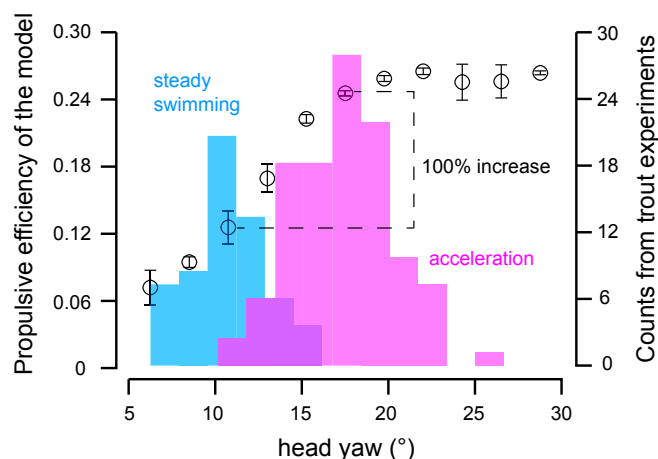 0.30
0.24
0.18
0.12
0.06
0
Propulsive efficiency of the model
steady
swimming
100% increase
acceleration
30
24
18
12
6
0
Counts from trout experiments
5 10 15 20 25 30
head yaw (°)